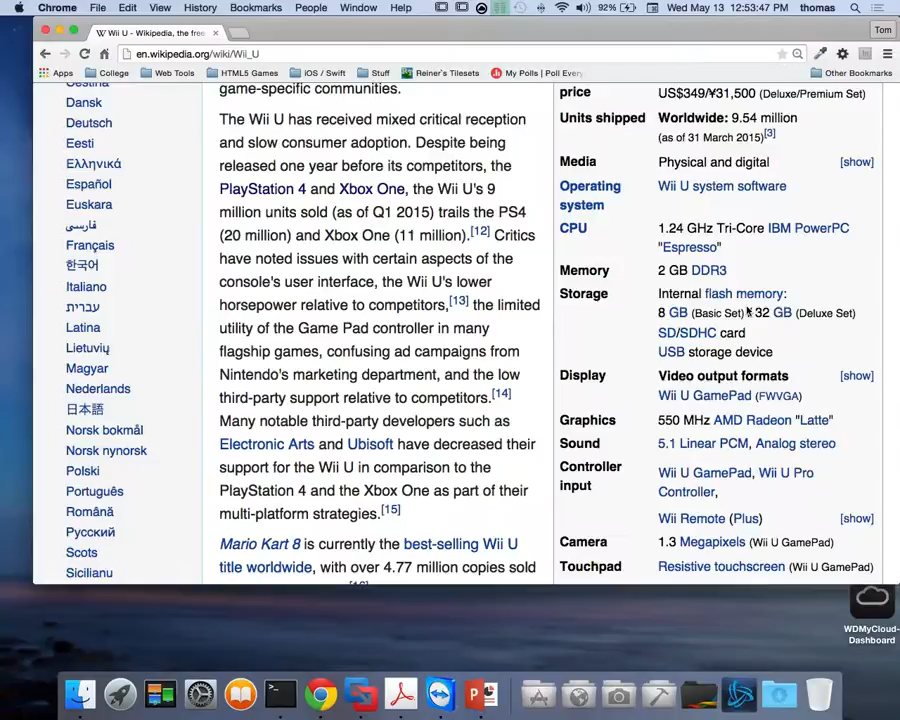 Chrome File Edit View History Bookmarks People Window Help 92% Wed May 13 12:53:47 PM thomas
W Wii U - Wikipedia, the free × Tom
en.wikipedia.org/wiki/Wii_U
Apps College Web Tools HTML5 Games iOS / Swift Stuff Reiner's Tilesets My Polls | Poll Every Other Bookmarks
Čeština
Dansk
Deutsch
Eesti
Ελληνικά
Español
Euskara
فارسی
Français
한국어
Italiano
עברית
Latina
Lietuvių
Magyar
Nederlands
日本語
Norsk bokmål
Norsk nynorsk
Polski
Português
Română
Русский
Scots
Sicilianu
game-specific communities.
The Wii U has received mixed critical reception
and slow consumer adoption. Despite being
released one year before its competitors, the
PlayStation 4 and Xbox One, the Wii U's 9
million units sold (as of Q1 2015) trails the PS4
(20 million) and Xbox One (11 million).[12] Critics
have noted issues with certain aspects of the
console's user interface, the Wii U's lower
horsepower relative to competitors,[13] the limited
utility of the Game Pad controller in many
flagship games, confusing ad campaigns from
Nintendo's marketing department, and the low
third-party support relative to competitors.[14]
Many notable third-party developers such as
Electronic Arts and Ubisoft have decreased their
support for the Wii U in comparison to the
PlayStation 4 and the Xbox One as part of their
multi-platform strategies.[15]
Mario Kart 8 is currently the best-selling Wii U
title worldwide, with over 4.77 million copies sold
price US$349/¥31,500 (Deluxe/Premium Set)
Units shipped Worldwide: 9.54 million
(as of 31 March 2015)[3]
Media Physical and digital [show]
Operating Wii U system software
system
CPU 1.24 GHz Tri-Core IBM PowerPC
"Espresso"
Memory 2 GB DDR3
Storage Internal flash memory:
8 GB (Basic Set) 32 GB (Deluxe Set)
SD/SDHC card
USB storage device
Display Video output formats [show]
Wii U GamePad (FWVGA)
Graphics 550 MHz AMD Radeon "Latte"
Sound 5.1 Linear PCM, Analog stereo
Controller Wii U GamePad, Wii U Pro
input Controller,
Wii Remote (Plus) [show]
Camera 1.3 Megapixels (Wii U GamePad)
Touchpad Resistive touchscreen (Wii U GamePad)
WDMyCloud-
Dashboard